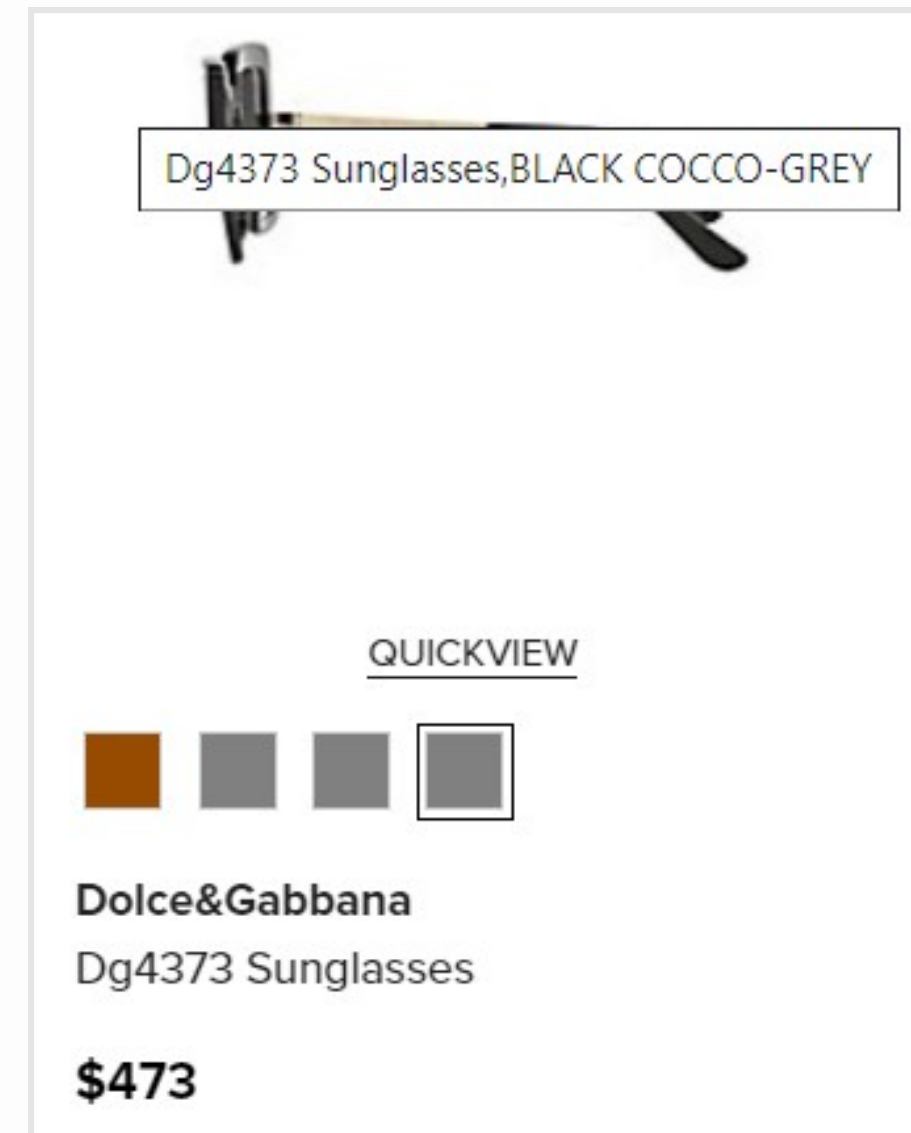 Dg4373 Sunglasses,BLACK COCCO-GREY
QUICKVIEW
Dolce&Gabbana
Dg4373 Sunglasses
$473